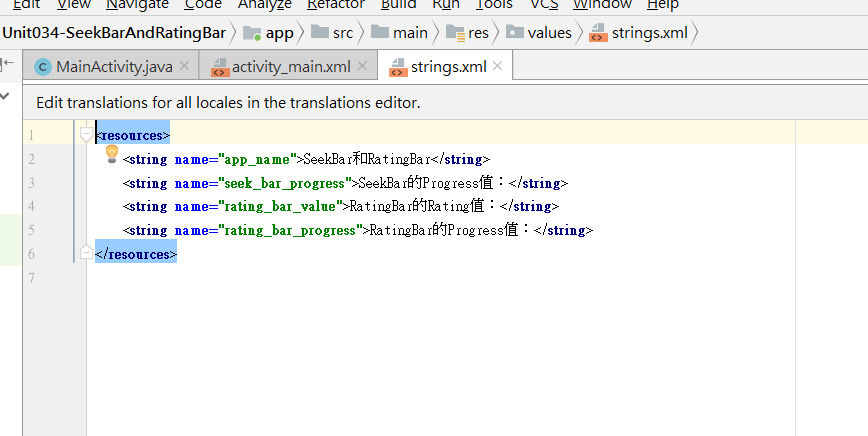 Edit View Navigate Code Analyze Refactor Build Run Tools VCS Window Help
Unit034-SeekBarAndRatingBar app src main res values strings.xml
MainActivity.java activity_main.xml strings.xml
Edit translations for all locales in the translations editor.
1 <resources>
2 <string name="app_name">SeekBar和RatingBar</string>
3 <string name="seek_bar_progress">SeekBar的Progress值：</string>
4 <string name="rating_bar_value">RatingBar的Rating值：</string>
5 <string name="rating_bar_progress">RatingBar的Progress值：</string>
6 </resources>
7